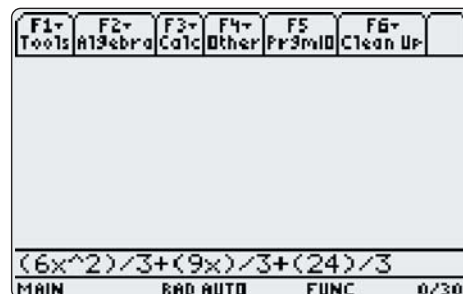 F1▾ F2▾ F3▾ F4▾ F5 F6▾
Tools Algebra Calc Other PrgmIO Clean Up
(6x^2)/3+(9x)/3+(24)/3
MAIN RAD AUTO FUNC 0/30